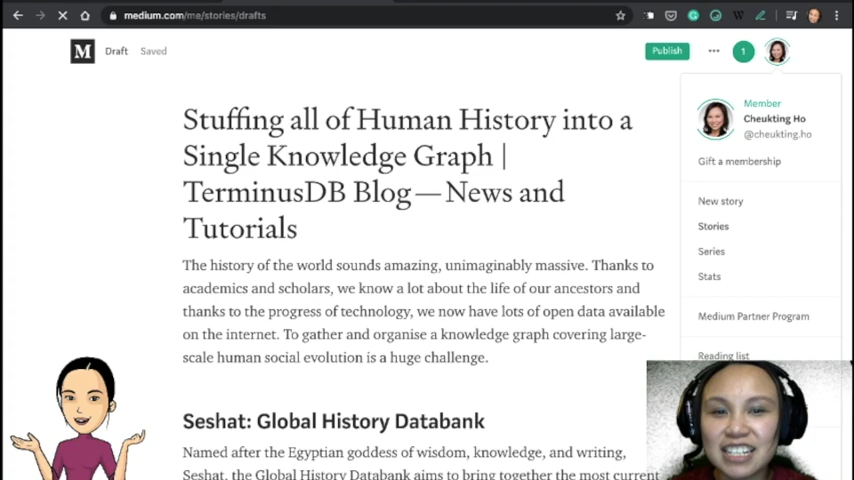 medium.com/me/stories/drafts
M Draft Saved Publish 1
Member
Cheukting Ho
@cheukting.ho
Gift a membership
New story
Stories
Series
Stats
Medium Partner Program
Reading list
Stuffing all of Human History into a
Single Knowledge Graph |
TerminusDB Blog — News and
Tutorials
The history of the world sounds amazing, unimaginably massive. Thanks to
academics and scholars, we know a lot about the life of our ancestors and
thanks to the progress of technology, we now have lots of open data available
on the internet. To gather and organise a knowledge graph covering large-
scale human social evolution is a huge challenge.
Seshat: Global History Databank
Named after the Egyptian goddess of wisdom, knowledge, and writing,
Seshat, the Global History Databank aims to bring together the most current